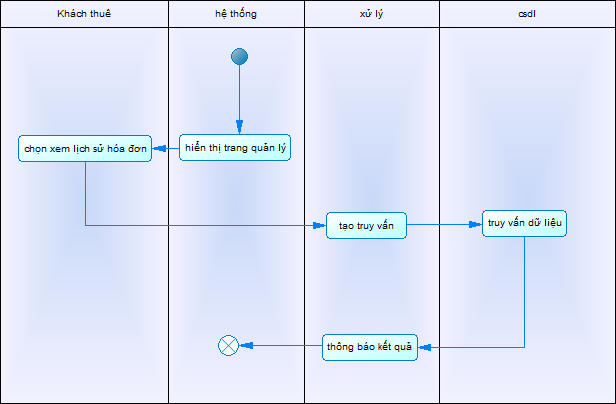 Khách thuê
hệ thống
xử lý
csdl
hiển thị trang quản lý
chọn xem lịch sử hóa đơn
tạo truy vấn
truy vấn dữ liệu
thông báo kết quả